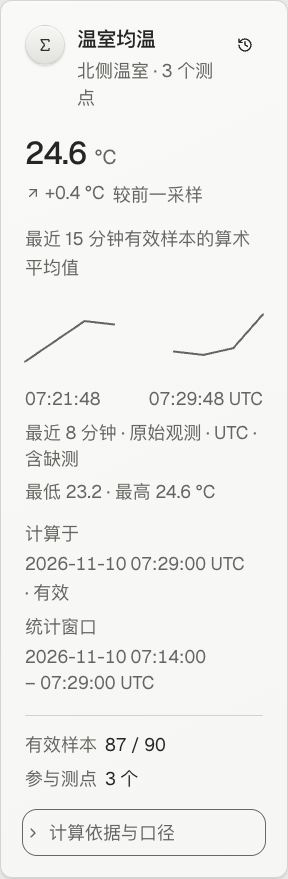 Σ 温室均温
北侧温室 · 3 个测
点
24.6 °C
↗ +0.4 °C 较前一采样
最近 15 分钟有效样本的算术
平均值
07:21:48 07:29:48 UTC
最近 8 分钟 · 原始观测 · UTC ·
含缺测
最低 23.2 · 最高 24.6 °C
计算于
2026-11-10 07:29:00 UTC
· 有效
统计窗口
2026-11-10 07:14:00
– 07:29:00 UTC
有效样本 87 / 90
参与测点 3 个
› 计算依据与口径